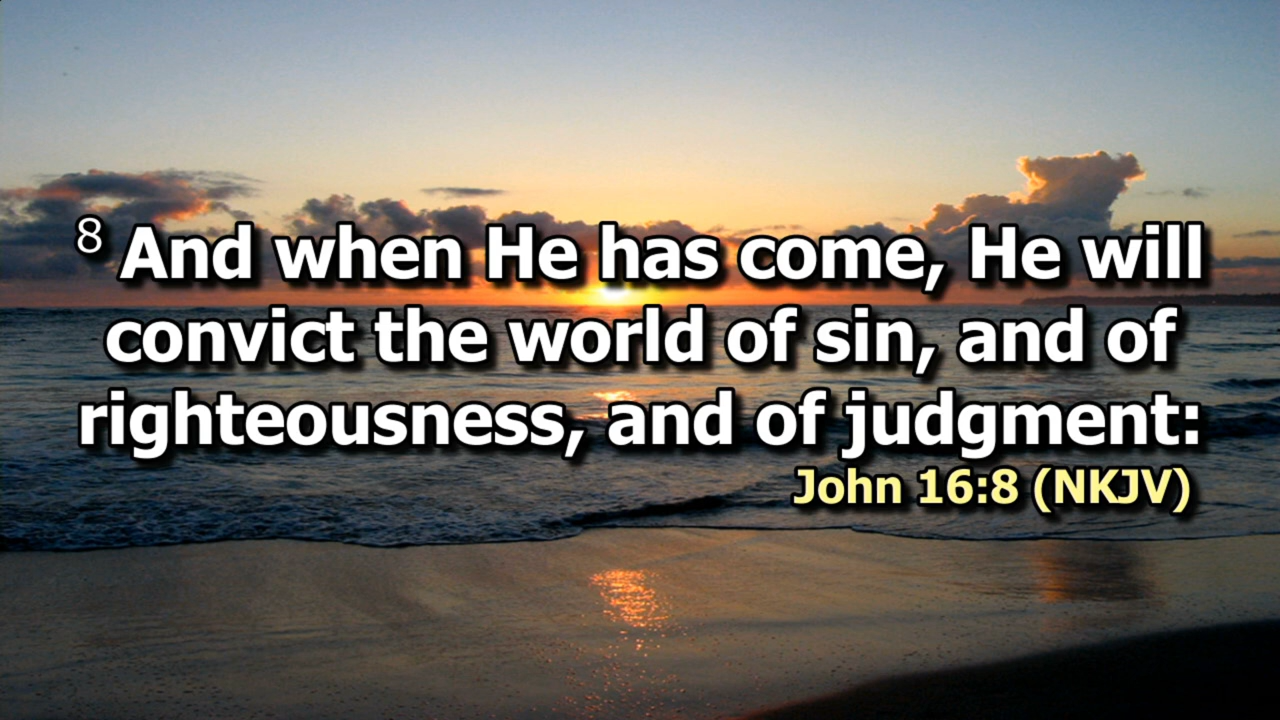 8 And when He has come, He will
convict the world of sin, and of
righteousness, and of judgment:
John 16:8 (NKJV)